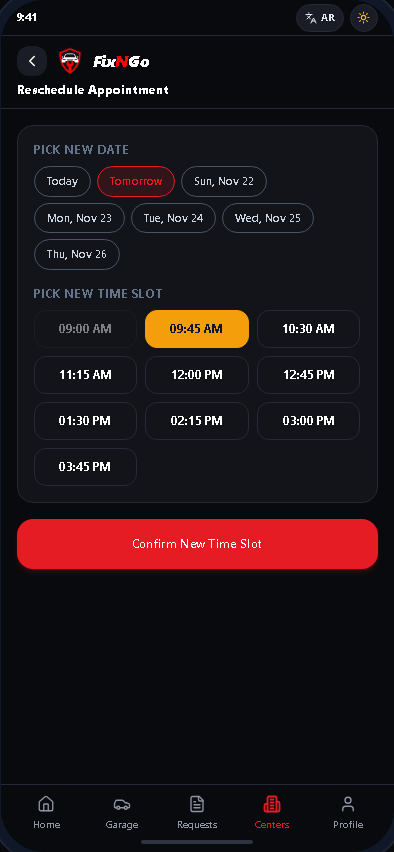 9:41
AR
FixNGo
Reschedule Appointment
PICK NEW DATE
Today
Tomorrow
Sun, Nov 22
Mon, Nov 23
Tue, Nov 24
Wed, Nov 25
Thu, Nov 26
PICK NEW TIME SLOT
09:00 AM
09:45 AM
10:30 AM
11:15 AM
12:00 PM
12:45 PM
01:30 PM
02:15 PM
03:00 PM
03:45 PM
Confirm New Time Slot
Home
Garage
Requests
Centers
Profile